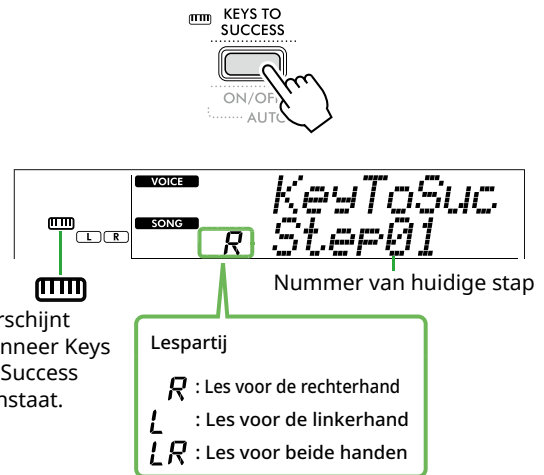 KEYS TO
SUCCESS
ON/OFF
AUTO
VOICE
KeyToSuc
SONG
L R
R
Step01
Nummer van huidige stap
rschijnt
nneer Keys
Success
nstaat.
Lespartij
R : Les voor de rechterhand
L : Les voor de linkerhand
LR : Les voor beide handen